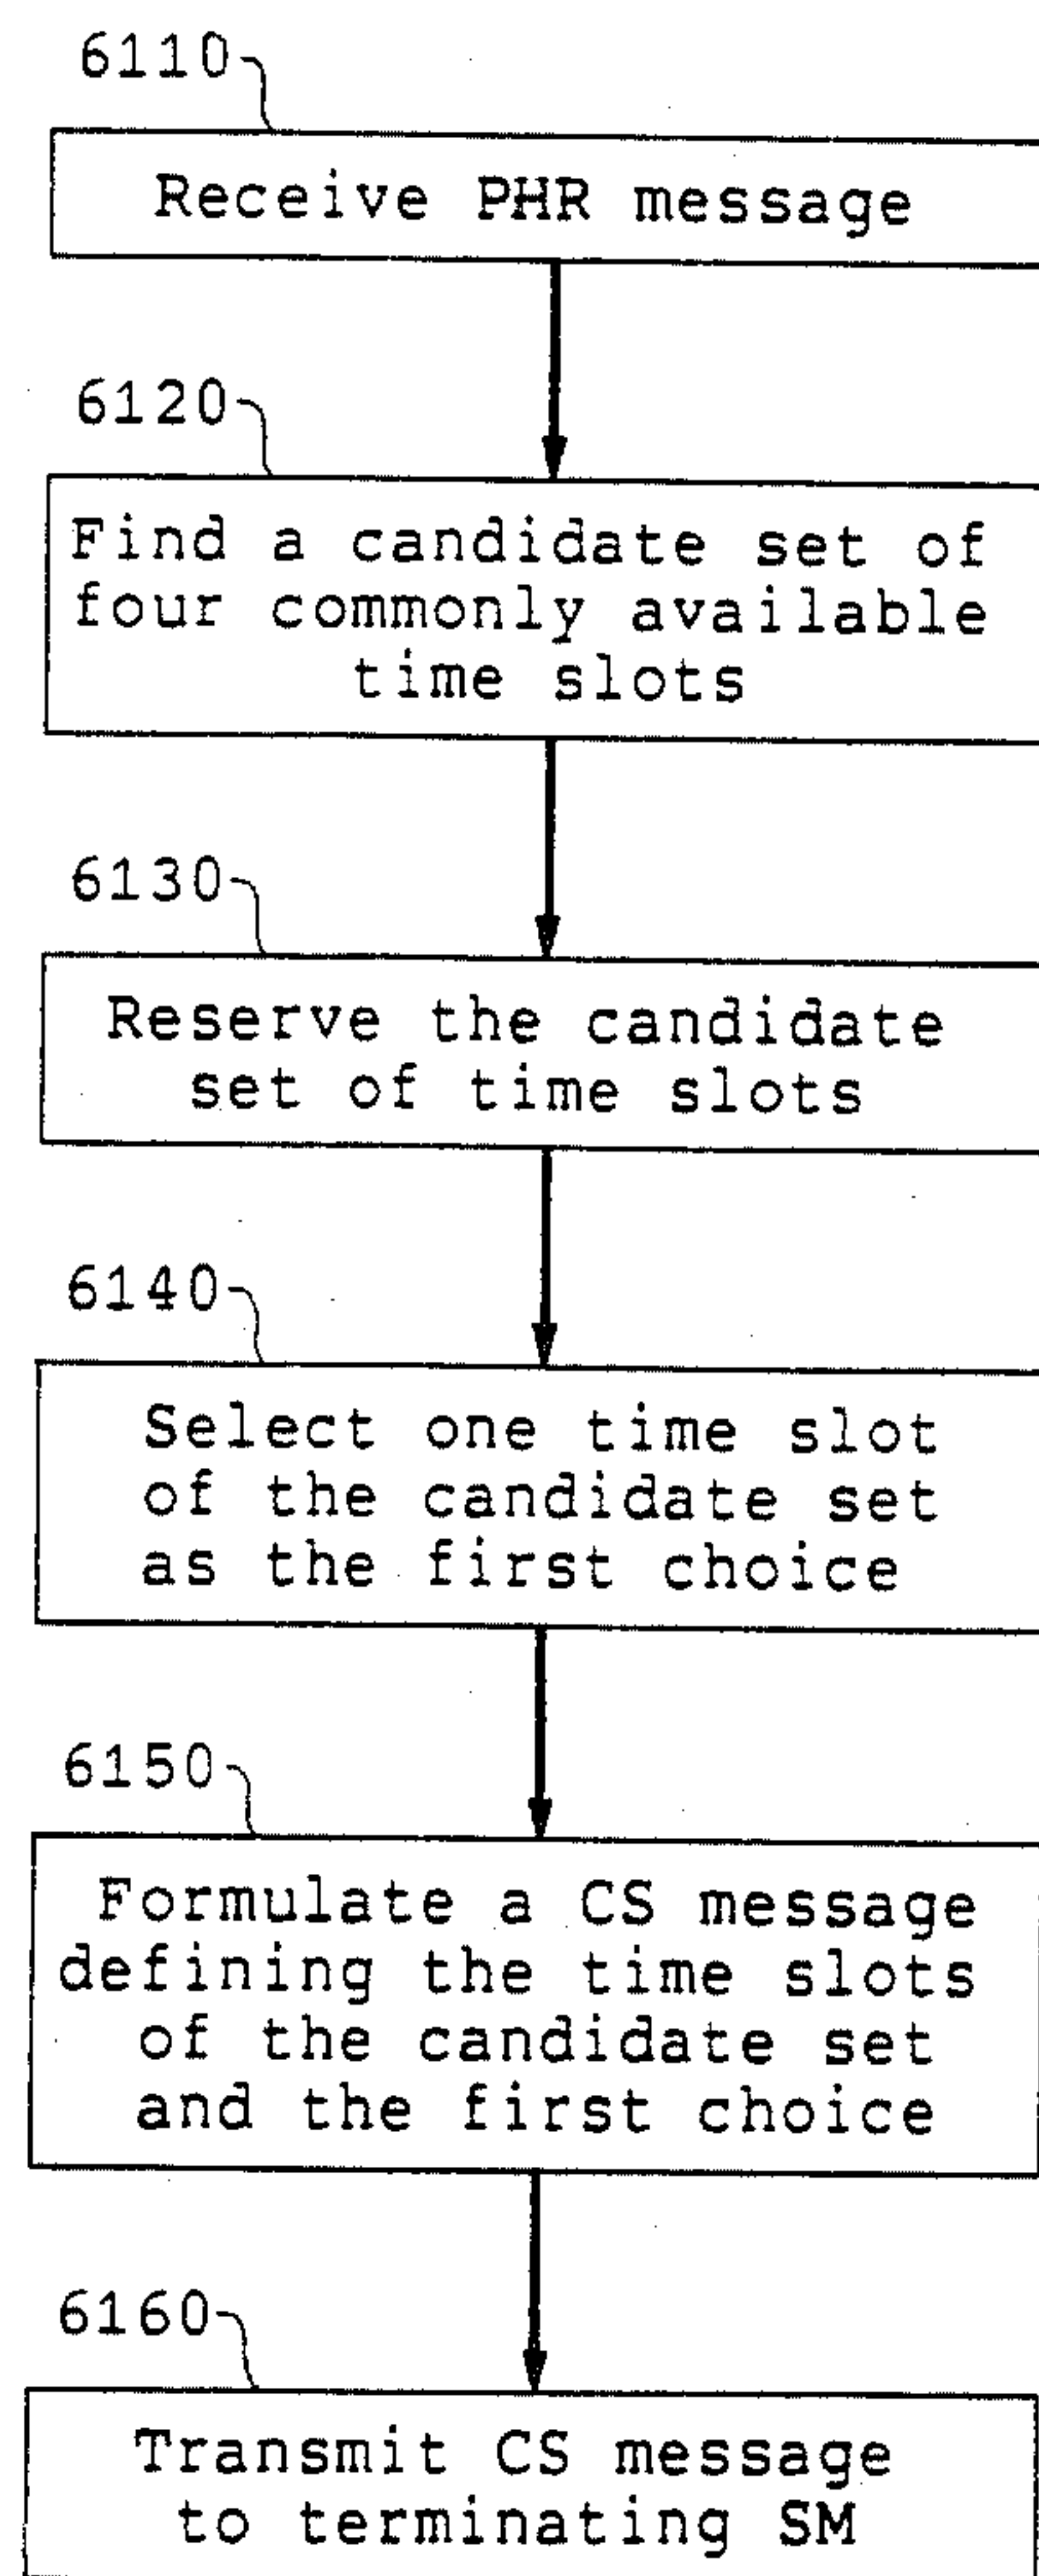 6110
Receive PHR message
6120
Find a candidate set of
four commonly available
time slots
6130
Reserve the candidate
set of time slots
6140
Select one time slot
of the candidate set
as the first choice
6150
Formulate a CS message
defining the time slots
of the candidate set
and the first choice
6160
Transmit CS message
to terminating SM